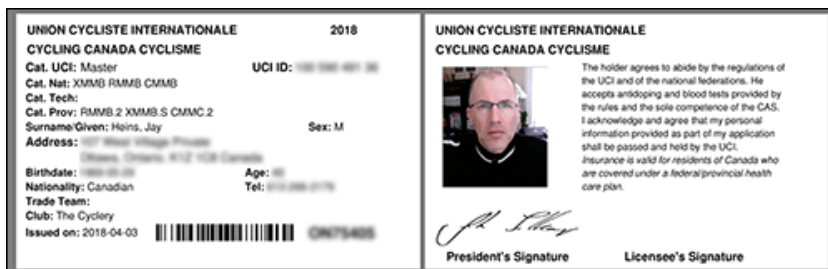 UNION CYCLISTE INTERNATIONALE 2018
CYCLING CANADA CYCLISME
Cat. UCI: Master UCI ID:
Cat. Nat: XMMB RMMB CMMB
Cat. Tech:
Cat. Prov: RMMB.2 XMMB.S CMMC.2
Surname/Given: Heins, Jay Sex: M
Address:
Birthdate: Age:
Nationality: Canadian Tel:
Trade Team:
Club: The Cyclery
Issued on: 2018-04-03
UNION CYCLISTE INTERNATIONALE
CYCLING CANADA CYCLISME
The holder agrees to abide by the regulations of
the UCI and of the national federations. He
accepts antidoping and blood tests provided by
the rules and the sole competence of the CAS.
I acknowledge and agree that my personal
information provided as part of my application
shall be passed and held by the UCI.
Insurance is valid for residents of Canada who
are covered under a federal/provincial health
care plan.
President's Signature Licensee's Signature